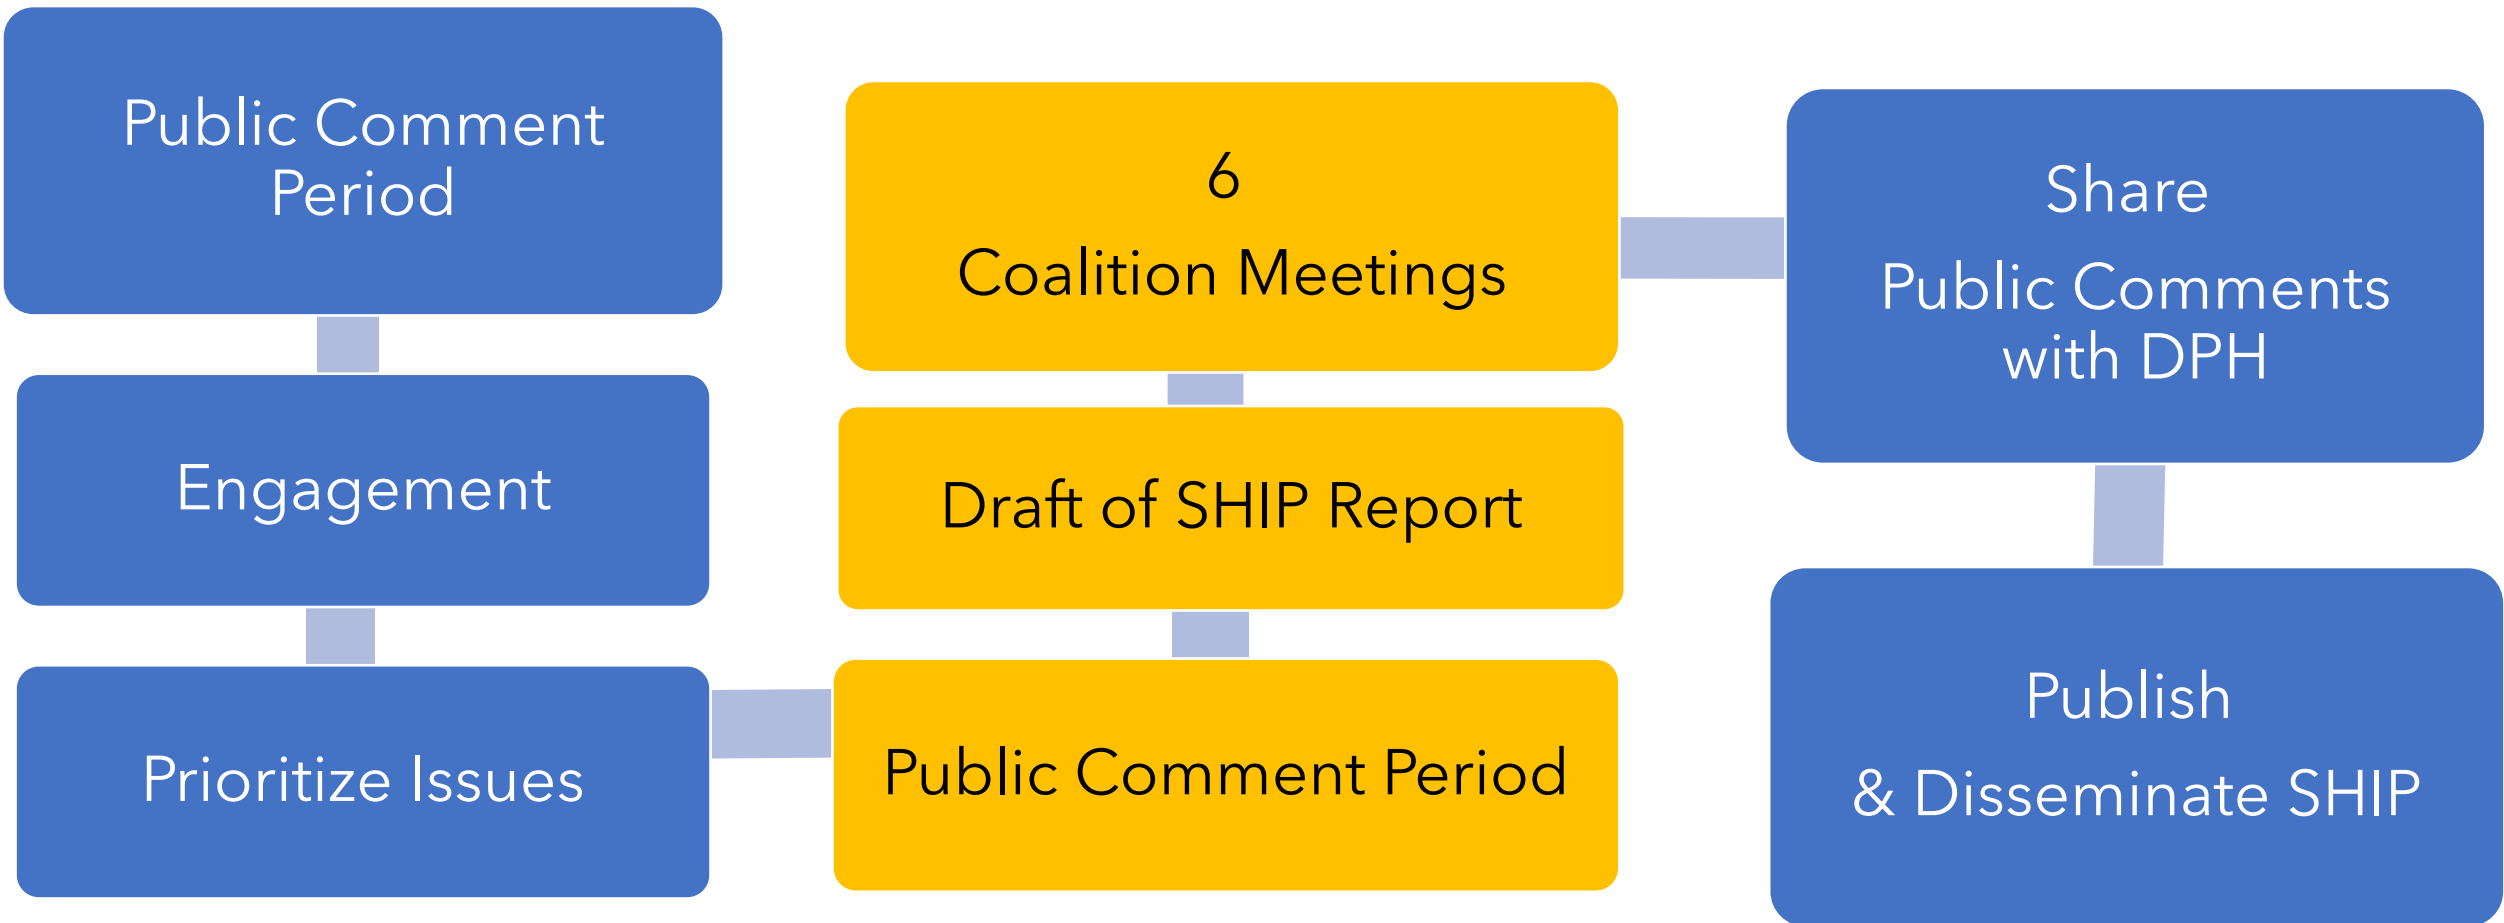 Public Comment
Period
Engagement
Prioritize Issues
6
Coalition Meetings
Draft of SHIP Report
Public Comment Period
Share
Public Comments
with DPH
Publish
& Disseminate SHIP